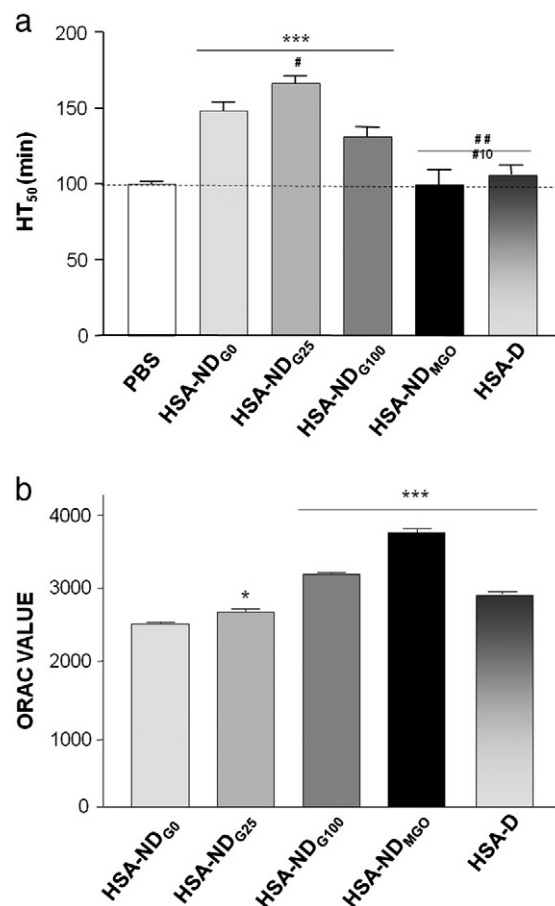 a
200
***
#
150
# #
#10
100
HT50 (min)
50
0
PBS
HSA-NDG0
HSA-NDG25
HSA-NDG100
HSA-NDMGO
HSA-D
b
***
4000
3000
*
2000
ORAC VALUE
1000
0
HSA-NDG0
HSA-NDG25
HSA-NDG100
HSA-NDMGO
HSA-D